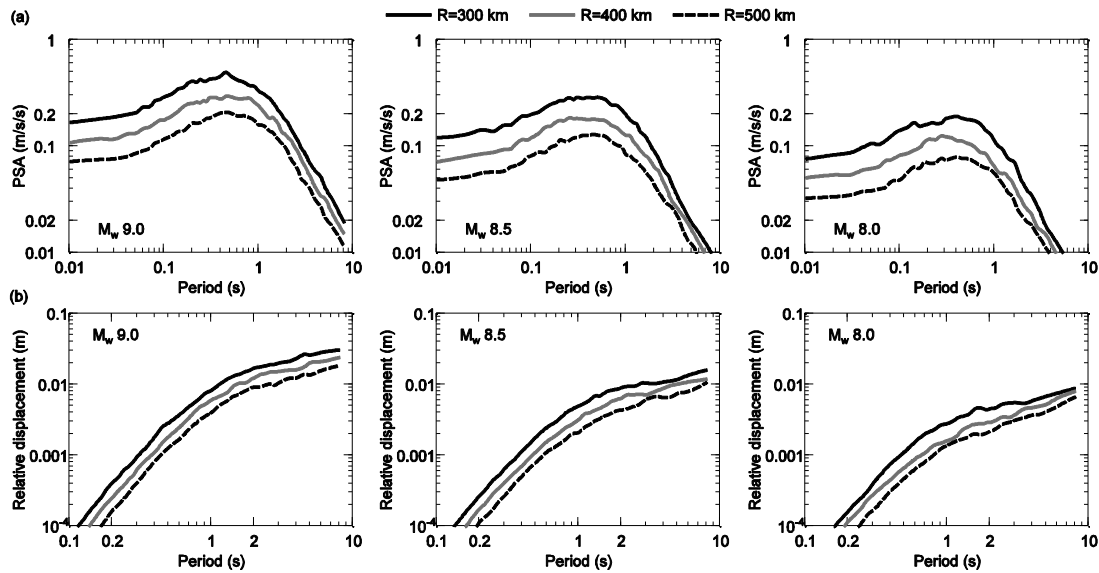 (a)
R=300 km R=400 km R=500 km
PSA (m/s/s)
1
0.2
0.1
0.02
0.01
M_w 9.0
0.01 0.1 1 10
Period (s)
PSA (m/s/s)
1
0.2
0.1
0.02
0.01
M_w 8.5
0.01 0.1 1 10
Period (s)
PSA (m/s/s)
1
0.2
0.1
0.02
0.01
M_w 8.0
0.01 0.1 1 10
Period (s)
(b)
Relative displacement (m)
0.1
0.01
0.001
10⁻⁴
M_w 9.0
0.1 0.2 1 2 10
Period (s)
Relative displacement (m)
0.1
0.01
0.001
10⁻⁴
M_w 8.5
0.1 0.2 1 2 10
Period (s)
Relative displacement (m)
0.1
0.01
0.001
10⁻⁴
M_w 8.0
0.1 0.2 1 2 10
Period (s)